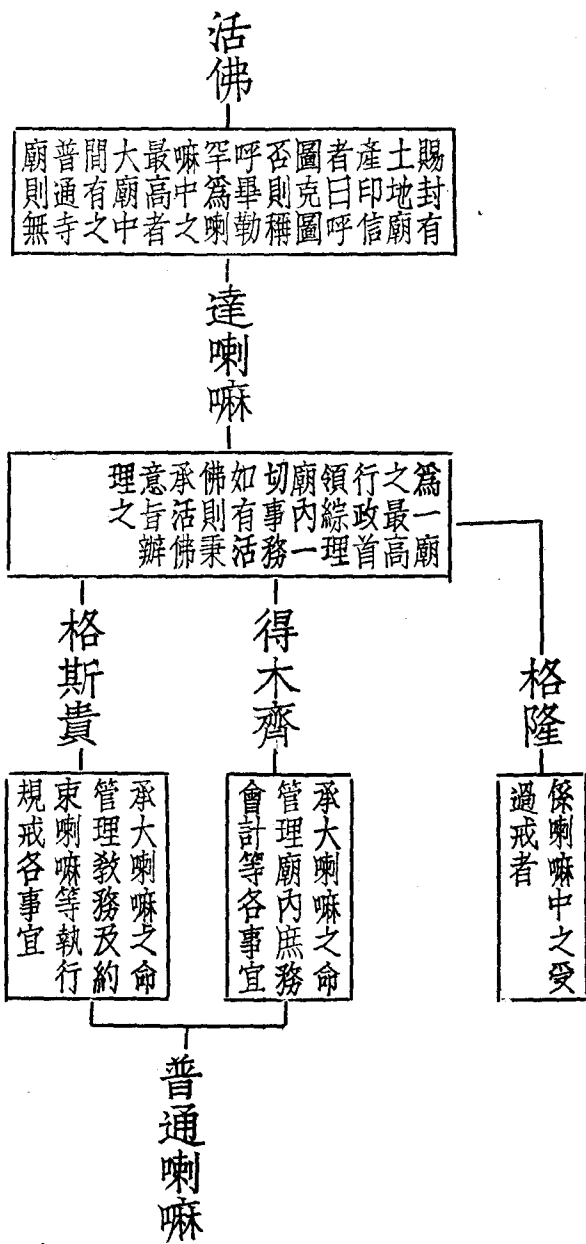 活佛
賜封有
土地廟
產印信
者曰呼
圖克圖
否則稱
呼畢勒
罕爲喇
嘛中之
最高者
大廟中
間有之
普通寺
廟則無
達喇嘛
爲一廟
之最高
行政首
領綜理
廟內一
切事務
如有活
佛則秉
承活佛
意旨辦
理之
格隆
係喇嘛中之受
過戒者
得木齊
承大喇嘛之命
管理廟內庶務
會計等各事宜
格斯貴
承大喇嘛之命
管理敎務及約
束喇嘛等執行
規戒各事宜
普通喇嘛